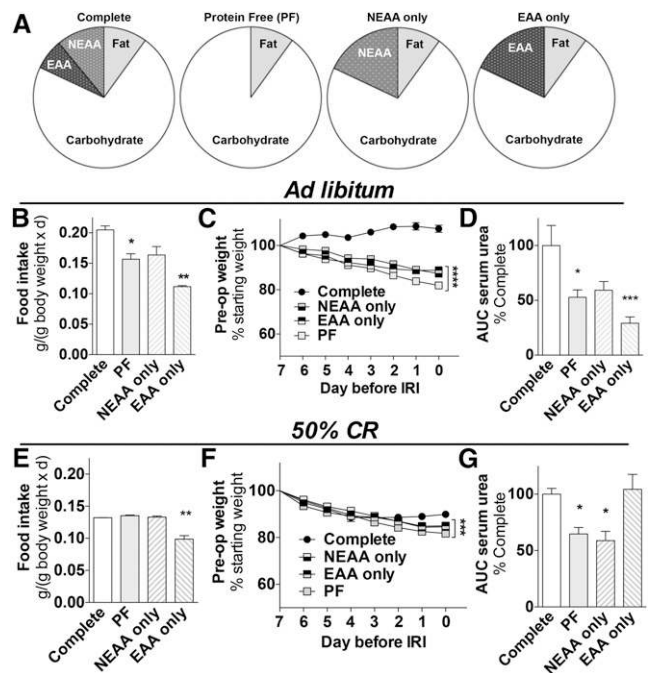 A
Complete
Protein Free (PF)
NEAA only
EAA only
NEAA
Fat
EAA
Carbohydrate
Fat
Carbohydrate
NEAA
Fat
Carbohydrate
EAA
Fat
Carbohydrate
Ad libitum
B
Food intake
g/(g body weight x d)
0.20
0.15
0.10
0.05
0.00
*
**
Complete
PF
NEAA only
EAA only
C
Pre-op weight
% starting weight
100
80
60
Complete
NEAA only
EAA only
PF
****
7 6 5 4 3 2 1 0
Day before IRI
D
AUC serum urea
% Complete
100
50
0
*
***
Complete
PF
NEAA only
EAA only
50% CR
E
Food intake
g/(g body weight x d)
0.20
0.15
0.10
0.05
0.00
**
Complete
PF
NEAA only
EAA only
F
Pre-op weight
% starting weight
100
80
60
Complete
NEAA only
EAA only
PF
***
7 6 5 4 3 2 1 0
Day before IRI
G
AUC serum urea
% Complete
100
50
0
*
*
Complete
PF
NEAA only
EAA only